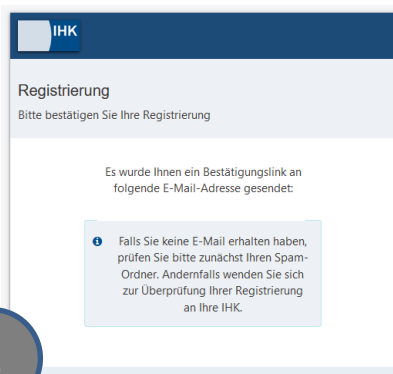 IHK
Registrierung
Bitte bestätigen Sie Ihre Registrierung
Es wurde Ihnen ein Bestätigungslink an
folgende E-Mail-Adresse gesendet:
Falls Sie keine E-Mail erhalten haben,
prüfen Sie bitte zunächst Ihren Spam-
Ordner. Andernfalls wenden Sie sich
zur Überprüfung Ihrer Registrierung
an Ihre IHK.